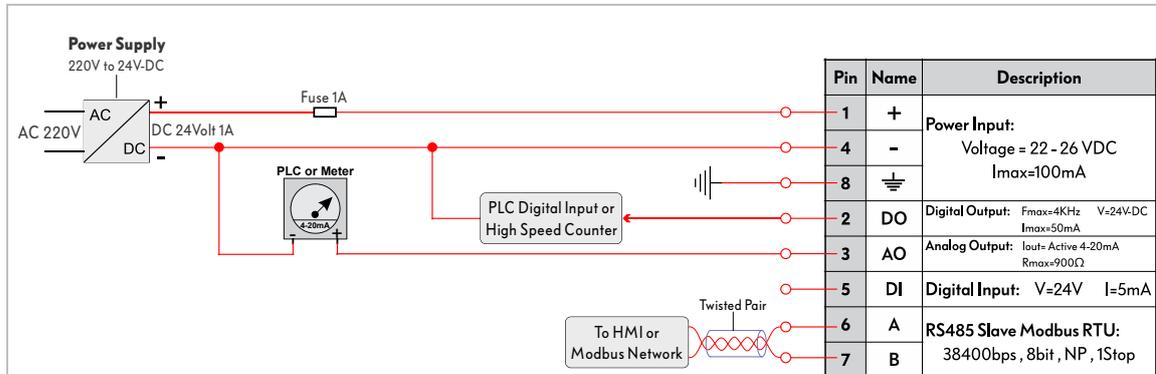 Power Supply
220V to 24V-DC
AC
DC
AC 220V
+
DC 24Volt 1A
-
Fuse 1A
PLC or Meter
4-20mA
- +
PLC Digital Input or
High Speed Counter
Twisted Pair
To HMI or
Modbus Network
Pin Name Description
1 +
4 -
8
Power Input:
Voltage = 22 - 26 VDC
Imax=100mA
2 DO Digital Output: Fmax=4KHz V=24V-DC
Imax=50mA
3 AO Analog Output: Iout= Active 4-20mA
Rmax=900Ω
5 DI Digital Input: V=24V I=5mA
6 A
7 B
RS485 Slave Modbus RTU:
38400bps , 8bit , NP , 1Stop